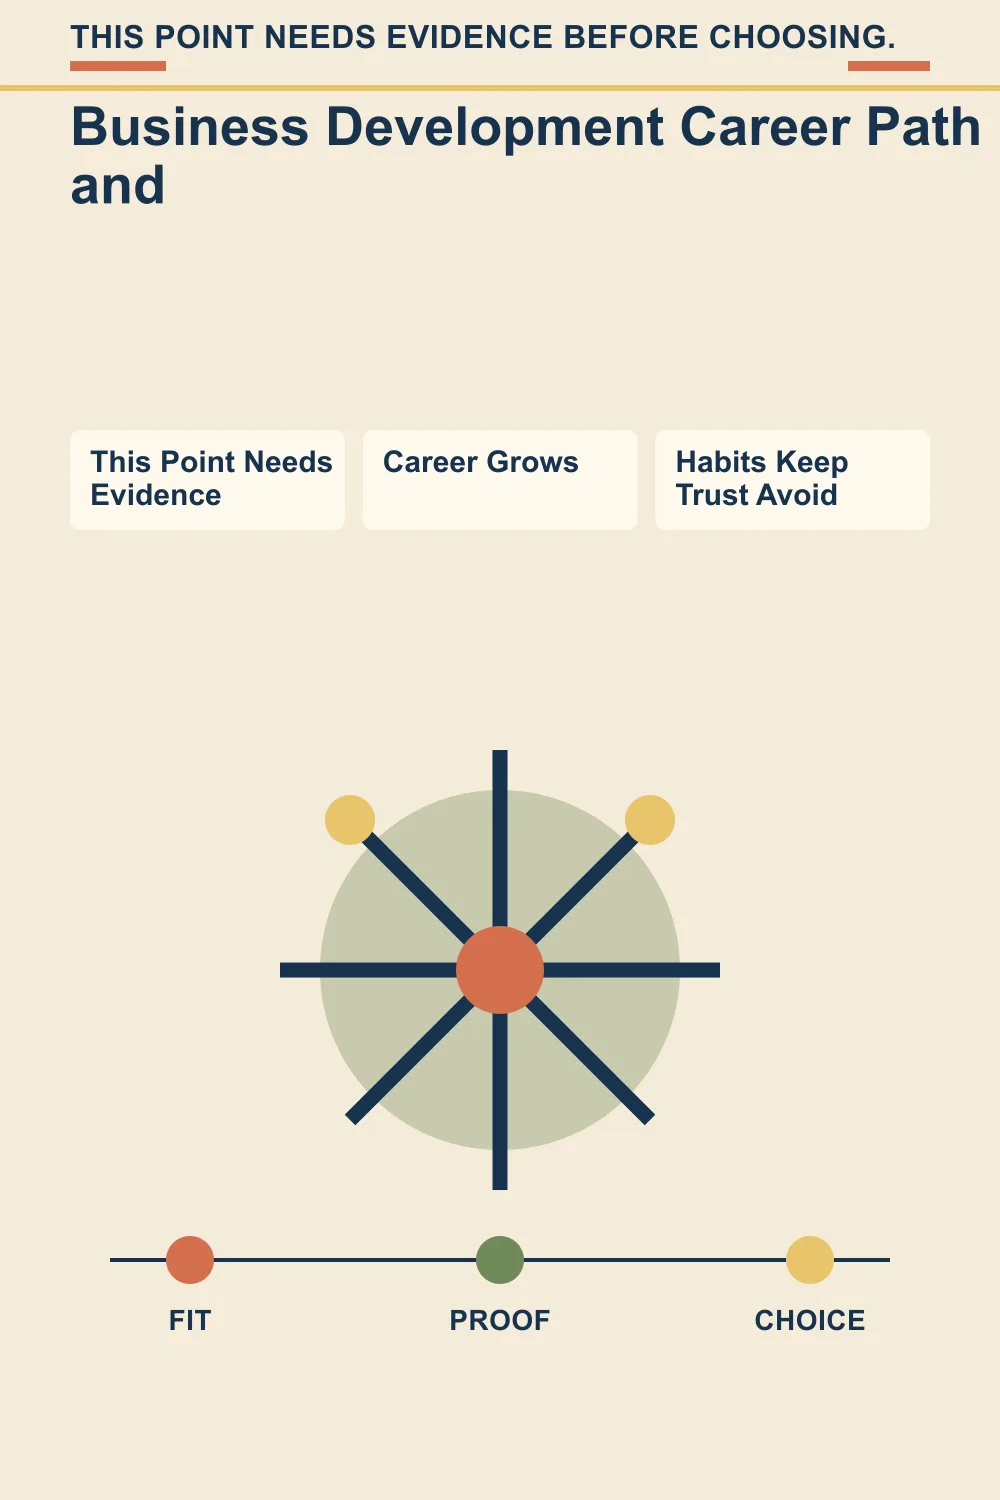 THIS POINT NEEDS EVIDENCE BEFORE CHOOSING.
Business Development Career Path
and
This Point Needs
Evidence
Career Grows
Habits Keep
Trust Avoid
FIT
PROOF
CHOICE